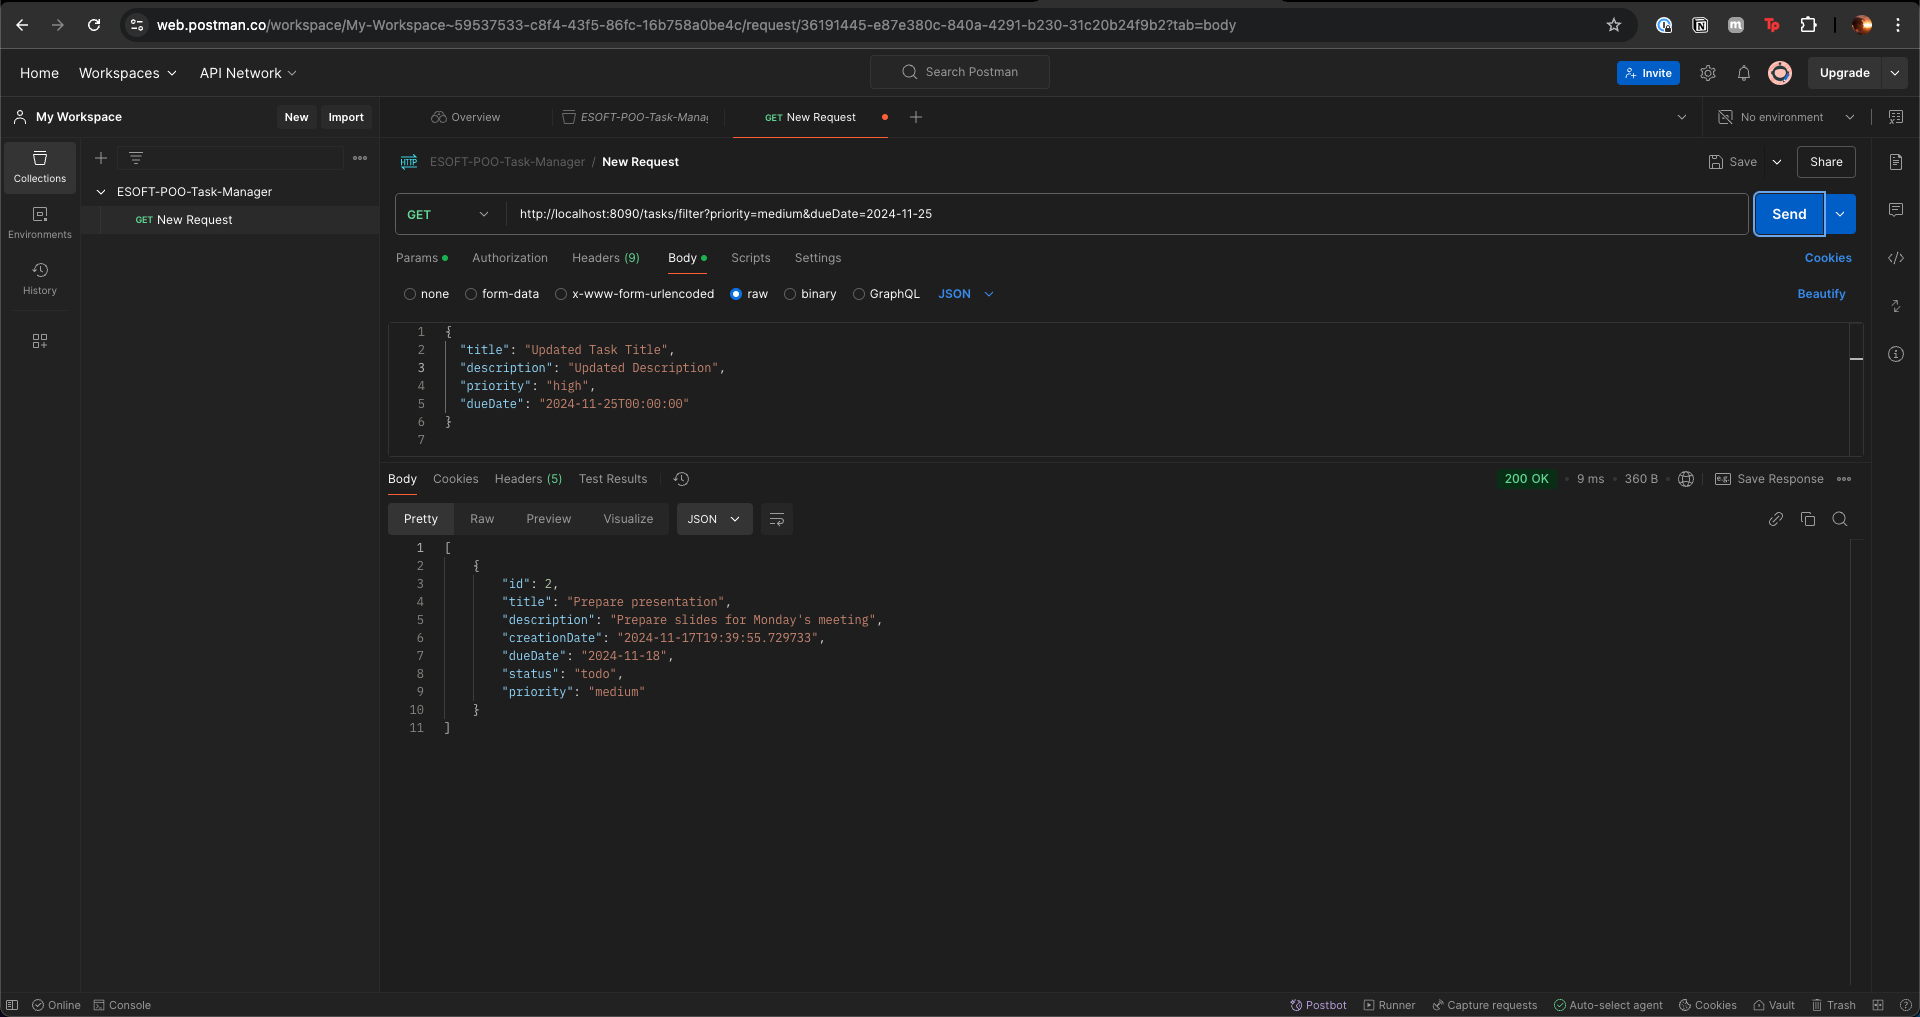 web.postman.co/workspace/My-Workspace~59537533-c8f4-43f5-86fc-16b758a0be4c/request/36191445-e87e380c-840a-4291-b230-31c20b24f9b2?tab=body
Home Workspaces API Network Search Postman Invite Upgrade
My Workspace New Import Overview ESOFT-POO-Task-Manag GET New Request No environment
Collections
Environments
History
ESOFT-POO-Task-Manager
GET New Request
ESOFT-POO-Task-Manager / New Request Save Share
GET http://localhost:8090/tasks/filter?priority=medium&dueDate=2024-11-25 Send
Params Authorization Headers (9) Body Scripts Settings Cookies
none form-data x-www-form-urlencoded raw binary GraphQL JSON Beautify
1 {
2 "title": "Updated Task Title",
3 "description": "Updated Description",
4 "priority": "high",
5 "dueDate": "2024-11-25T00:00:00"
6 }
7
Body Cookies Headers (5) Test Results 200 OK 9 ms 360 B Save Response
Pretty Raw Preview Visualize JSON
1 [
2 {
3 "id": 2,
4 "title": "Prepare presentation",
5 "description": "Prepare slides for Monday's meeting",
6 "creationDate": "2024-11-17T19:39:55.729733",
7 "dueDate": "2024-11-18",
8 "status": "todo",
9 "priority": "medium"
10 }
11 ]
Online Console Postbot Runner Capture requests Auto-select agent Cookies Vault Trash